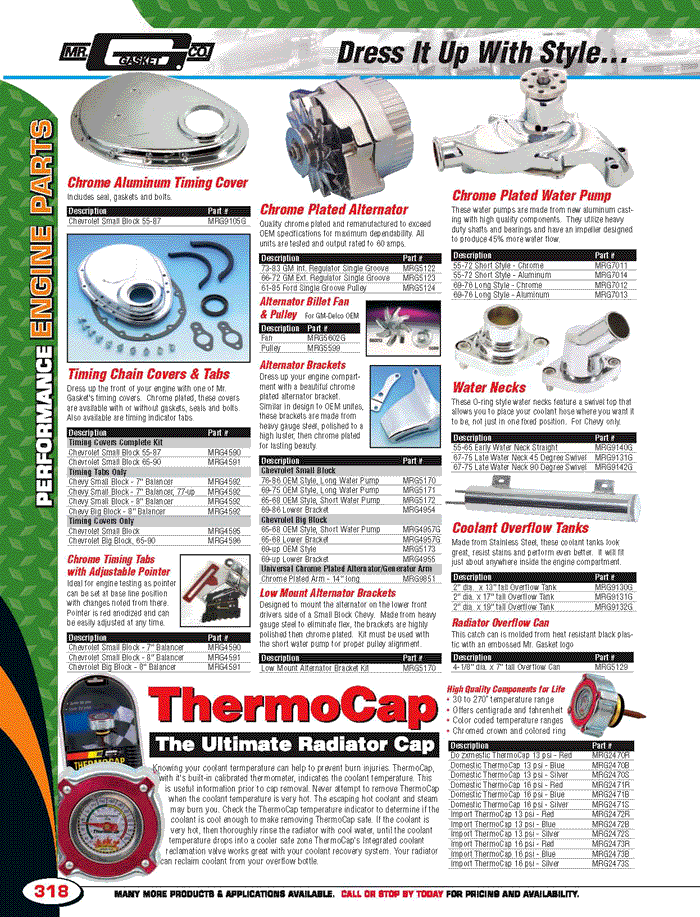 MR. GASKET CO.
Dress It Up With Style...
PERFORMANCE ENGINE PARTS
Chrome Aluminum Timing Cover
Includes seal, gaskets and bolts.
Description Part #
Chevrolet Small Block 55-87 MRG9105G
Timing Chain Covers & Tabs
Dress up the front of your engine with one of Mr.
Gasket's timing covers. Chrome plated, these covers
are available with or without gaskets, seals and bolts.
Also available are timing indicator tabs.
Description Part #
Timing Covers Complete Kit
Chevrolet Small Block 55-87 MRG4590
Chevrolet Small Block 65-90 MRG4591
Timing Tabs Only
Chevy Small Block - 7" Balancer MRG4592
Chevy Small Block - 7" Balancer, 77-up MRG4592
Chevy Small Block - 8" Balancer MRG4592
Chevy Big Block - 8" Balancer MRG4592
Timing Covers Only
Chevrolet Small Block MRG4595
Chevrolet Big Block, 65-90 MRG4596
Chrome Timing Tabs
with Adjustable Pointer
Ideal for engine testing as pointer
can be set at base line position
with changes noted from there.
Pointer is red anodized and can
be easily adjusted at any time.
Description Part #
Chevrolet Small Block - 7" Balancer MRG4590
Chevrolet Small Block - 8" Balancer MRG4591
Chevrolet Big Block - 8" Balancer MRG4591
Chrome Plated Alternator
Quality chrome plated and remanufactured to exceed
OEM specifications for maximum dependability. All
units are tested and output rated to 60 amps.
Description Part #
73-83 GM Int. Regulator Single Groove MRG5122
66-72 GM Ext. Regulator Single Groove MRG5123
61-85 Ford Single Groove Pulley MRG5124
Alternator Billet Fan
& Pulley For GM-Delco OEM
Description Part #
Fan MRG5602G
Pulley MRG5599
Alternator Brackets
Dress up your engine compart-
ment with a beautiful chrome
plated alternator bracket.
Similar in design to OEM unites,
these brackets are made from
heavy gauge steel, polished to a
high luster, then chrome plated
for lasting beauty.
Description Part #
Chevrolet Small Block
76-86 OEM Style, Long Water Pump MRG5170
69-75 OEM Style, Long Water Pump MRG5171
65-68 OEM Style, Short Water Pump MRG5172
69-86 Lower Bracket MRG4954
Chevrolet Big Block
65-68 OEM Style, Short Water Pump MRG4957G
65-68 Lower Bracket MRG4957G
69-up OEM Style MRG5173
69-up Lower Bracket MRG4955
Universal Chrome Plated Alternator/Generator Arm
Chrome Plated Arm - 14" long MRG9851
Low Mount Alternator Brackets
Designed to mount the alternator on the lower front
drivers side of a Small Block Chevy. Made from heavy
gauge steel to eliminate flex, the brackets are highly
polished then chrome plated. Kit must be used with
the short water pump for proper pulley alignment.
Description Part #
Low Mount Alternator Bracket Kit MRG5170
Chrome Plated Water Pump
These water pumps are made from new aluminum cast-
ing with high quality components. They utilize heavy
duty shafts and bearings and have an impeller designed
to produce 45% more water flow.
Description Part #
55-72 Short Style - Chrome MRG7011
55-72 Short Style - Aluminum MRG7014
69-76 Long Style - Chrome MRG7012
69-76 Long Style - Aluminum MRG7013
Water Necks
These O-ring style water necks feature a swivel top that
allows you to place your coolant hose where you want it
to be, not just in one fixed position. For Chevy only.
Description Part #
55-65 Early Water Neck Straight MRG9140G
67-75 Late Water Neck 45 Degree Swivel MRG9131G
67-75 Late Water Neck 90 Degree Swivel MRG9142G
Coolant Overflow Tanks
Made from Stainless Steel, these coolant tanks look
great, resist stains and perform even better. It will fit
just about anywhere inside the engine compartment.
Description Part #
2" dia. x 13" tall Overflow Tank MRG9130G
2" dia. x 17" tall Overflow Tank MRG9131G
2" dia. x 19" tall Overflow Tank MRG9132G
Radiator Overflow Can
This catch can is molded from heat resistant black plas-
tic with an embossed Mr. Gasket logo
Description Part #
4-1/8" dia. x 7" tall Overflow Can MRG5129
ThermoCap
The Ultimate Radiator Cap
THERMOCAP
Knowing your coolant termperature can help to prevent burn injuries. ThermoCap,
with it's built-in calibrated thermometer, indicates the coolant temperature. This
is useful information prior to cap removal. Never attempt to remove ThermoCap
when the coolant temperature is very hot. The escaping hot coolant and steam
may burn you. Check the ThermoCap temperature indicator to determine if the
coolant is cool enough to make removing ThermoCap safe. If the coolant is
very hot, then thoroughly rinse the radiator with cool water, until the coolant
temperature drops into a cooler safe zone ThermoCap's Integrated coolant
reclamation valve works great with your coolant recovery system. Your radiator
can reclaim coolant from your overflow bottle.
High Quality Components for Life
• 30 to 270° temperature range
• Offers centigrade and fahrenheit
• Color coded temperature ranges
• Chromed crown and colored ring
Description Part #
Do zxmestic ThermoCap 13 psi - Red MRG2470R
Domestic ThermoCap 13 psi - Blue MRG2470B
Domestic ThermoCap 13 psi - Silver MRG2470S
Domestic ThermoCap 16 psi - Red MRG2471R
Domestic ThermoCap 16 psi - Blue MRG2471B
Domestic ThermoCap 16 psi - Silver MRG2471S
Import ThermoCap 13 psi - Red MRG2472R
Import ThermoCap 13 psi - Blue MRG2472B
Import ThermoCap 13 psi - Silver MRG2472S
Import ThermoCap 16 psi - Red MRG2473R
Import ThermoCap 16 psi - Blue MRG2473B
Import ThermoCap 16 psi - Silver MRG2473S
318
MANY MORE PRODUCTS & APPLICATIONS AVAILABLE. CALL OR STOP BY TODAY FOR PRICING AND AVAILABILITY.